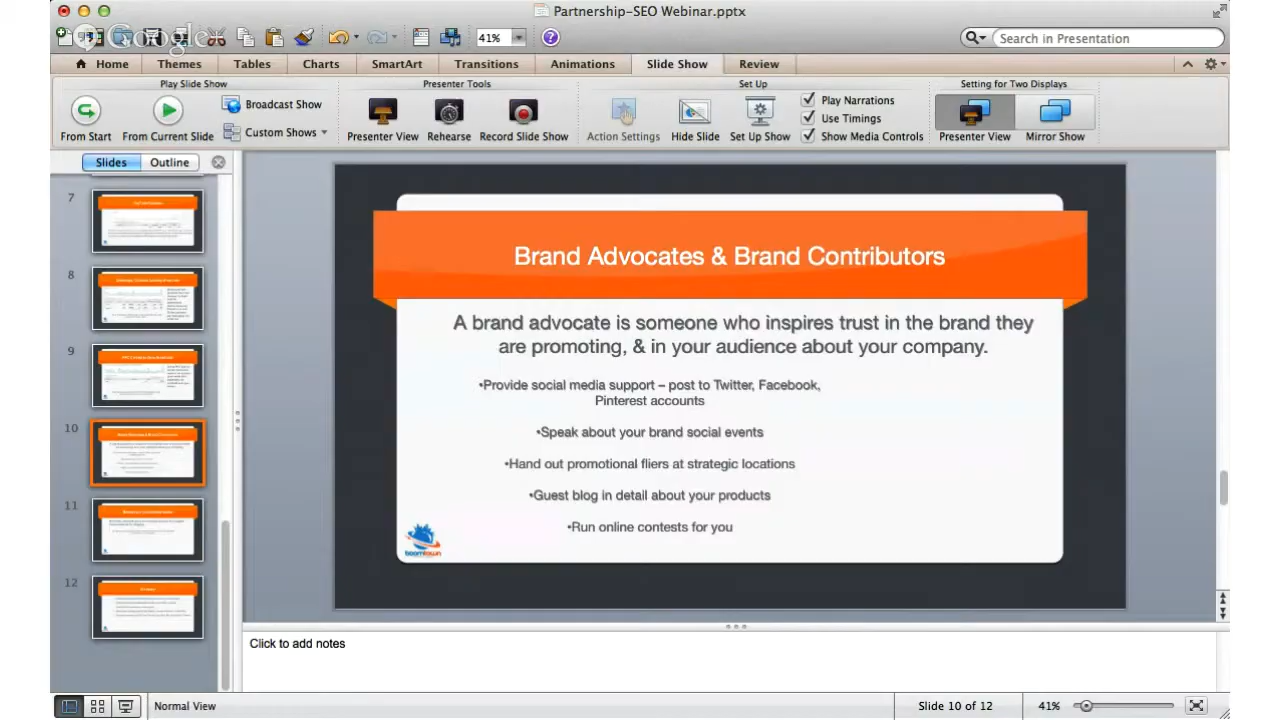 Partnership-SEO Webinar.pptx
Google
41%
Search in Presentation
Home Themes Tables Charts SmartArt Transitions Animations Slide Show Review
Play Slide Show Presenter Tools Set Up Setting for Two Displays
From Start
From Current Slide
Broadcast Show
Custom Shows
Presenter View
Rehearse
Record Slide Show
Action Settings
Hide Slide
Set Up Show
Play Narrations
Use Timings
Show Media Controls
Presenter View
Mirror Show
Slides Outline
7
8
9
10
11
12
Brand Advocates & Brand Contributors
A brand advocate is someone who inspires trust in the brand they
are promoting, & in your audience about your company.
•Provide social media support – post to Twitter, Facebook,
Pinterest accounts
•Speak about your brand social events
•Hand out promotional fliers at strategic locations
•Guest blog in detail about your products
•Run online contests for you
boomtown
Click to add notes
Normal View
Slide 10 of 12
41%